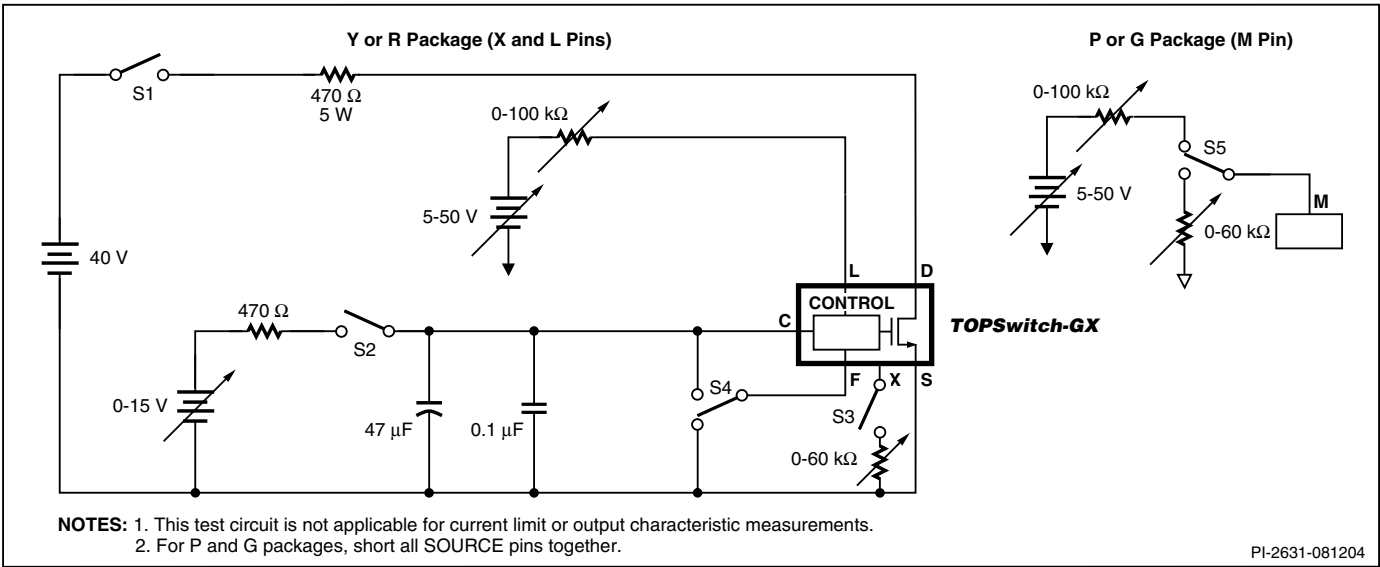 Y or R Package (X and L Pins)
P or G Package (M Pin)
S1
470 Ω
5 W
0-100 kΩ
5-50 V
40 V
0-100 kΩ
S5
5-50 V
M
0-60 kΩ
L
D
CONTROL
C
TOPSwitch-GX
470 Ω
S2
F
X
S
S4
S3
0-15 V
47 µF
0.1 µF
0-60 kΩ
NOTES: 1. This test circuit is not applicable for current limit or output characteristic measurements.
2. For P and G packages, short all SOURCE pins together.
PI-2631-081204